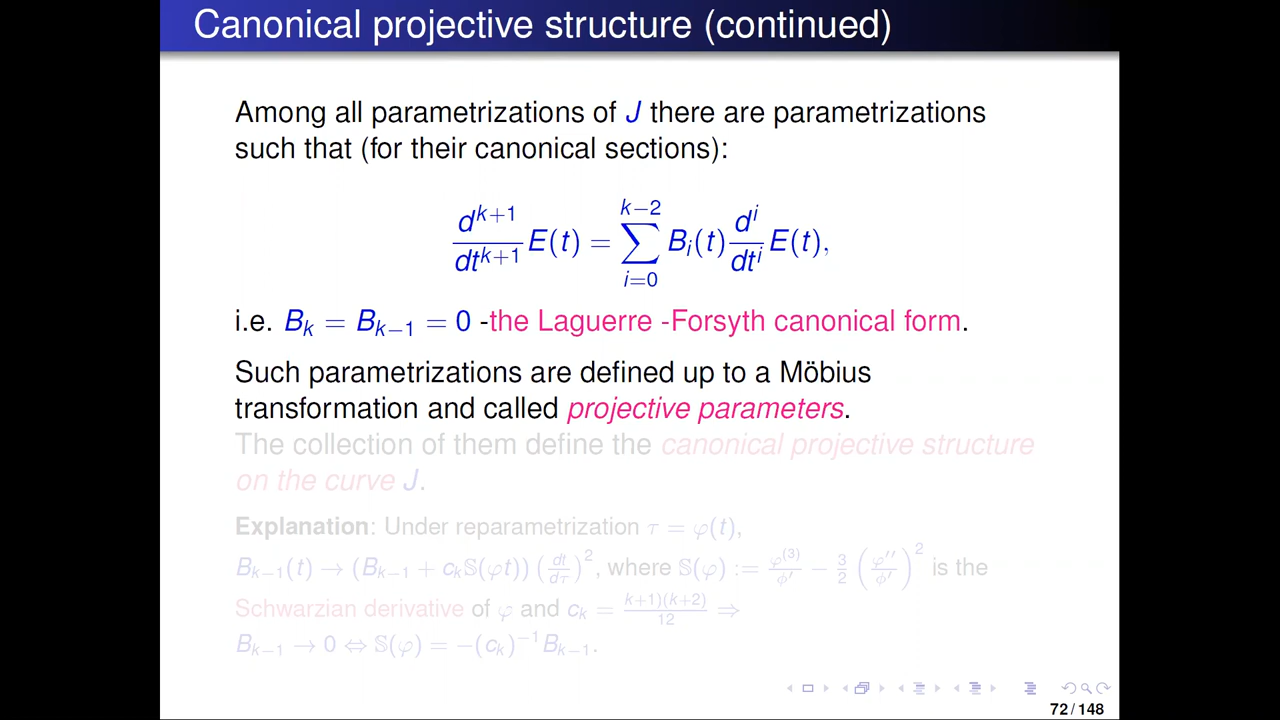 Canonical projective structure (continued)
Among all parametrizations of J there are parametrizations
such that (for their canonical sections):
d^{k+1}/dt^{k+1} E(t) = ∑_{i=0}^{k−2} B_i(t) d^i/dt^i E(t),
i.e. B_k = B_{k−1} = 0 -the Laguerre -Forsyth canonical form.
Such parametrizations are defined up to a Möbius
transformation and called projective parameters.
The collection of them define the canonical projective structure
on the curve J.
Explanation: Under reparametrization τ = φ(t),
B_{k−1}(t) → (B_{k−1} + c_k𝕊(φt)) (dt/dτ)^2, where 𝕊(φ) := φ^{(3)}/ϕ′ − 3/2 (φ″/ϕ′)^2 is the
Schwarzian derivative of φ and c_k = k+1)(k+2)/12 ⇒
B_{k−1} → 0 ⇔ 𝕊(φ) = −(c_k)^{−1}B_{k−1}.
72 / 148